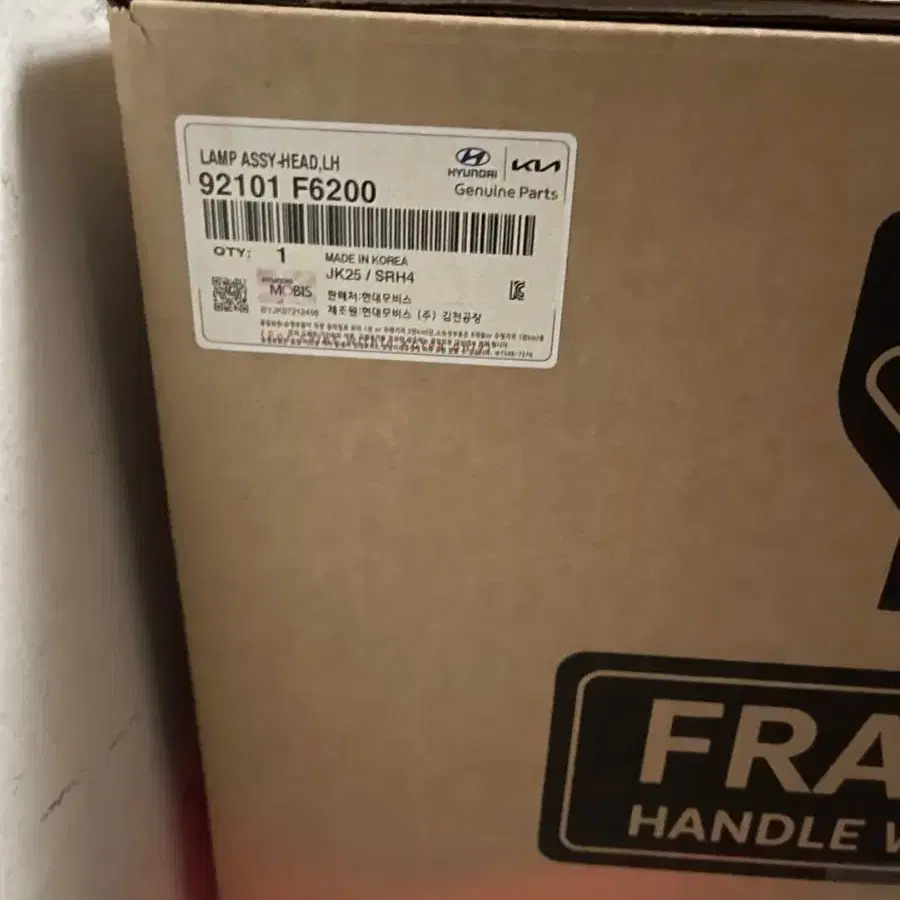 LAMP ASSY-HEAD,LH
HYUNDAI KIA
92101 F6200
Genuine Parts
QTY: 1 MADE IN KOREA
JK25 / SRH4
MOBIS
판매처:현대모비스
제조원:현대모비스 (주) 김천공장
FRA
HANDLE